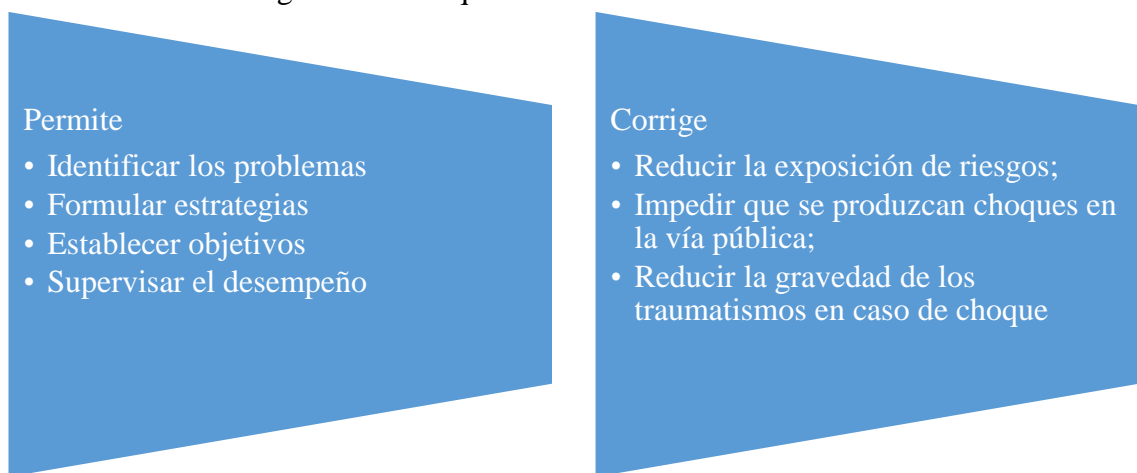 Permite
• Identificar los problemas
• Formular estrategias
• Establecer objetivos
• Supervisar el desempeño
Corrige
• Reducir la exposición de riesgos;
• Impedir que se produzcan choques en
la vía pública;
• Reducir la gravedad de los
traumatismos en caso de choque